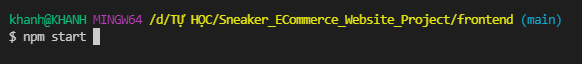 khanh@KHANH MINGW64 /d/TỰ HỌC/Sneaker_ECommerce_Website_Project/frontend (main)
$ npm start